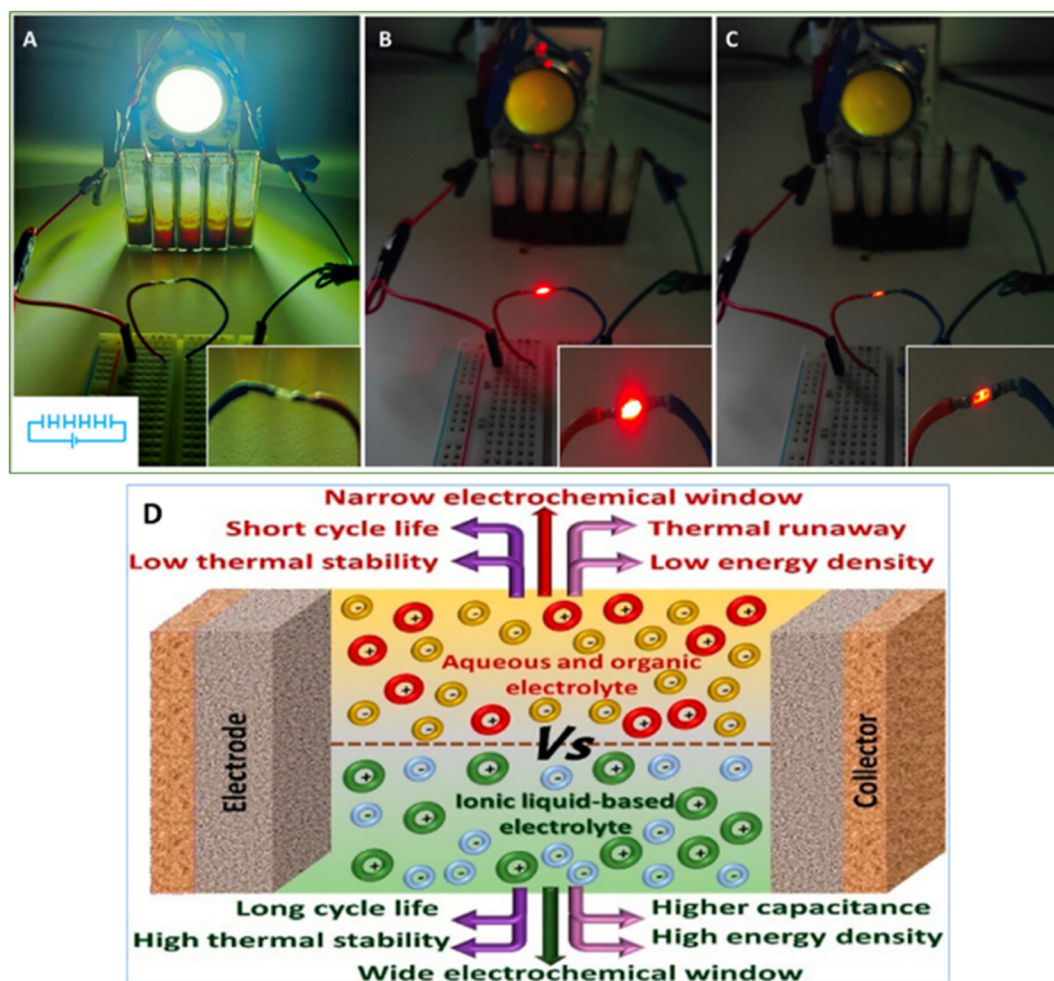 A
B
C
D
Narrow electrochemical window
Short cycle life
Thermal runaway
Low thermal stability
Low energy density
Aqueous and organic
electrolyte
Vs
Electrode
Collector
Ionic liquid-based
electrolyte
Long cycle life
Higher capacitance
High thermal stability
High energy density
Wide electrochemical window